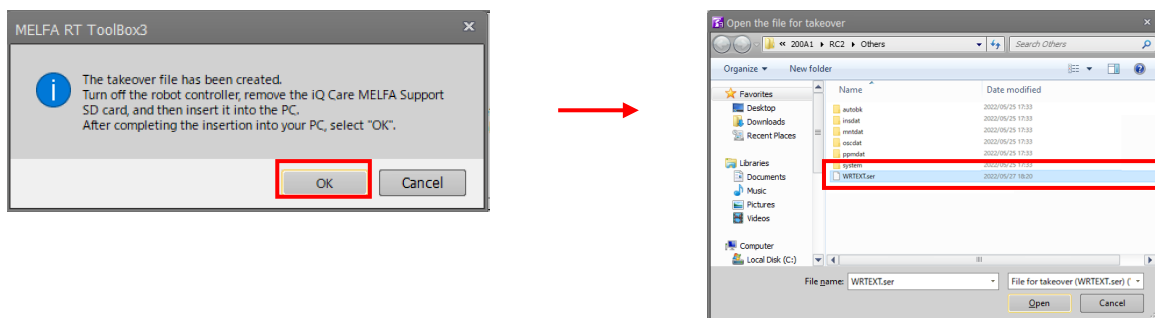 MELFA RT ToolBox3
The takeover file has been created.
Turn off the robot controller, remove the iQ Care MELFA Support
SD card, and then insert it into the PC.
After completing the insertion into your PC, select "OK".
OK
Cancel
Open the file for takeover
« 200A1 ▸ RC2 ▸ Others
Search Others
Organize
New folder
Name
Date modified
Favorites
Desktop
Downloads
Recent Places
Libraries
Documents
Music
Pictures
Videos
Computer
Local Disk (C:)
autobk 2022/05/25 17:33
insdat 2022/05/25 17:33
mntdat 2022/05/25 17:33
oscdat 2022/05/25 17:33
ppmdat 2022/05/25 17:33
system 2022/05/25 17:33
WRTEXT.ser 2022/05/27 18:20
File name: WRTEXT.ser
File for takeover (WRTEXT.ser) (
Open
Cancel